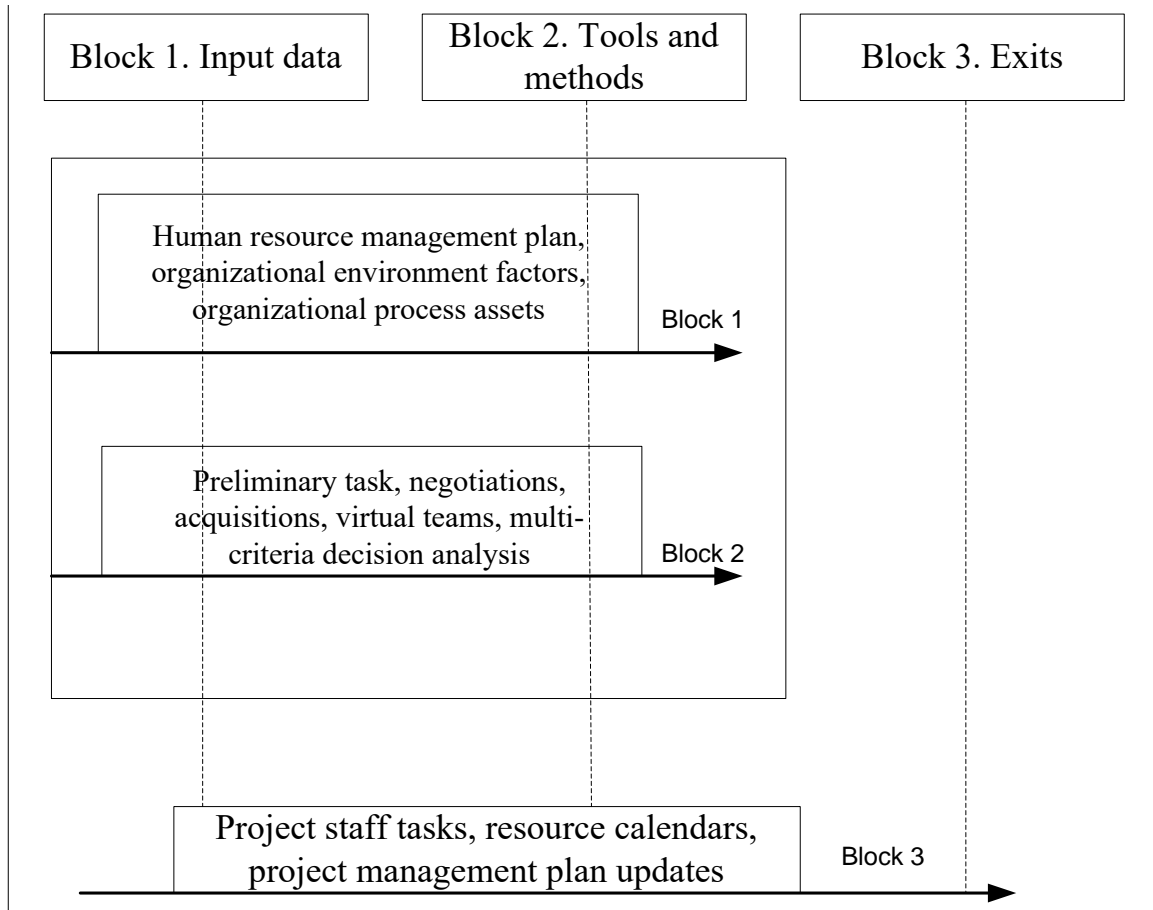 Block 1. Input data
Block 2. Tools and
methods
Block 3. Exits
Human resource management plan,
organizational environment factors,
organizational process assets
Block 1
Preliminary task, negotiations,
acquisitions, virtual teams, multi-
criteria decision analysis
Block 2
Project staff tasks, resource calendars,
project management plan updates
Block 3